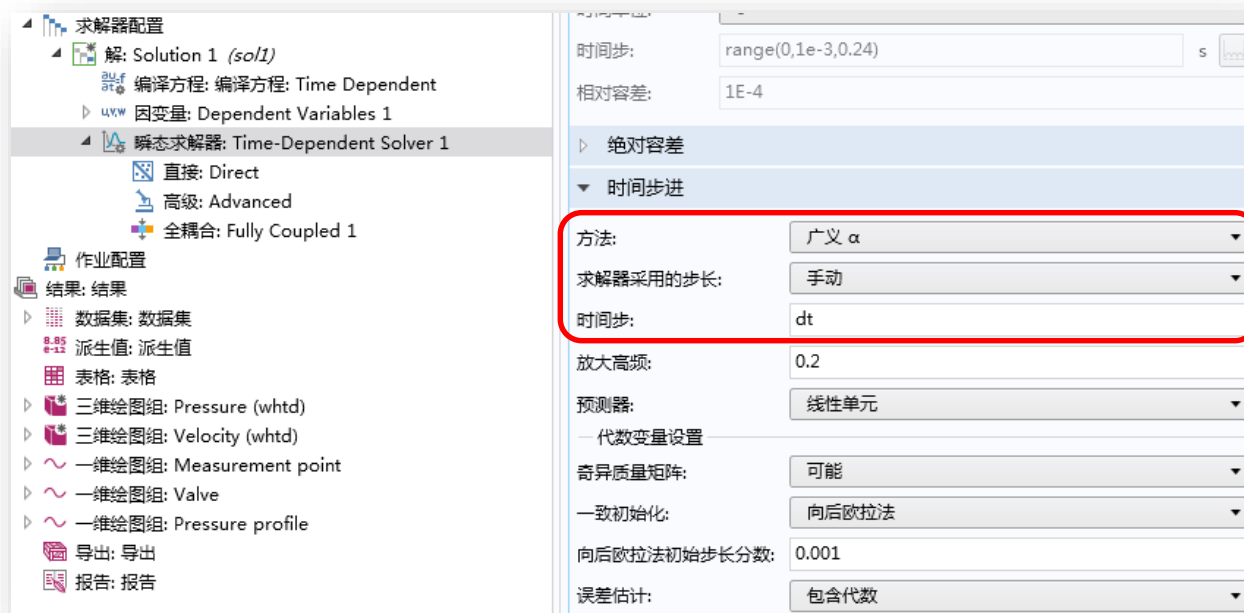 求解器配置
解: Solution 1 (sol1)
编译方程: 编译方程: Time Dependent
因变量: Dependent Variables 1
瞬态求解器: Time-Dependent Solver 1
直接: Direct
高级: Advanced
全耦合: Fully Coupled 1
作业配置
结果: 结果
数据集: 数据集
8.85
e-12
派生值: 派生值
表格: 表格
三维绘图组: Pressure (whtd)
三维绘图组: Velocity (whtd)
一维绘图组: Measurement point
一维绘图组: Valve
一维绘图组: Pressure profile
导出: 导出
报告: 报告
时间步: range(0,1e-3,0.24) s
相对容差: 1E-4
绝对容差
时间步进
方法: 广义 α
求解器采用的步长: 手动
时间步: dt
放大高频: 0.2
预测器: 线性单元
代数变量设置
奇异质量矩阵: 可能
一致初始化: 向后欧拉法
向后欧拉法初始步长分数: 0.001
误差估计: 包含代数